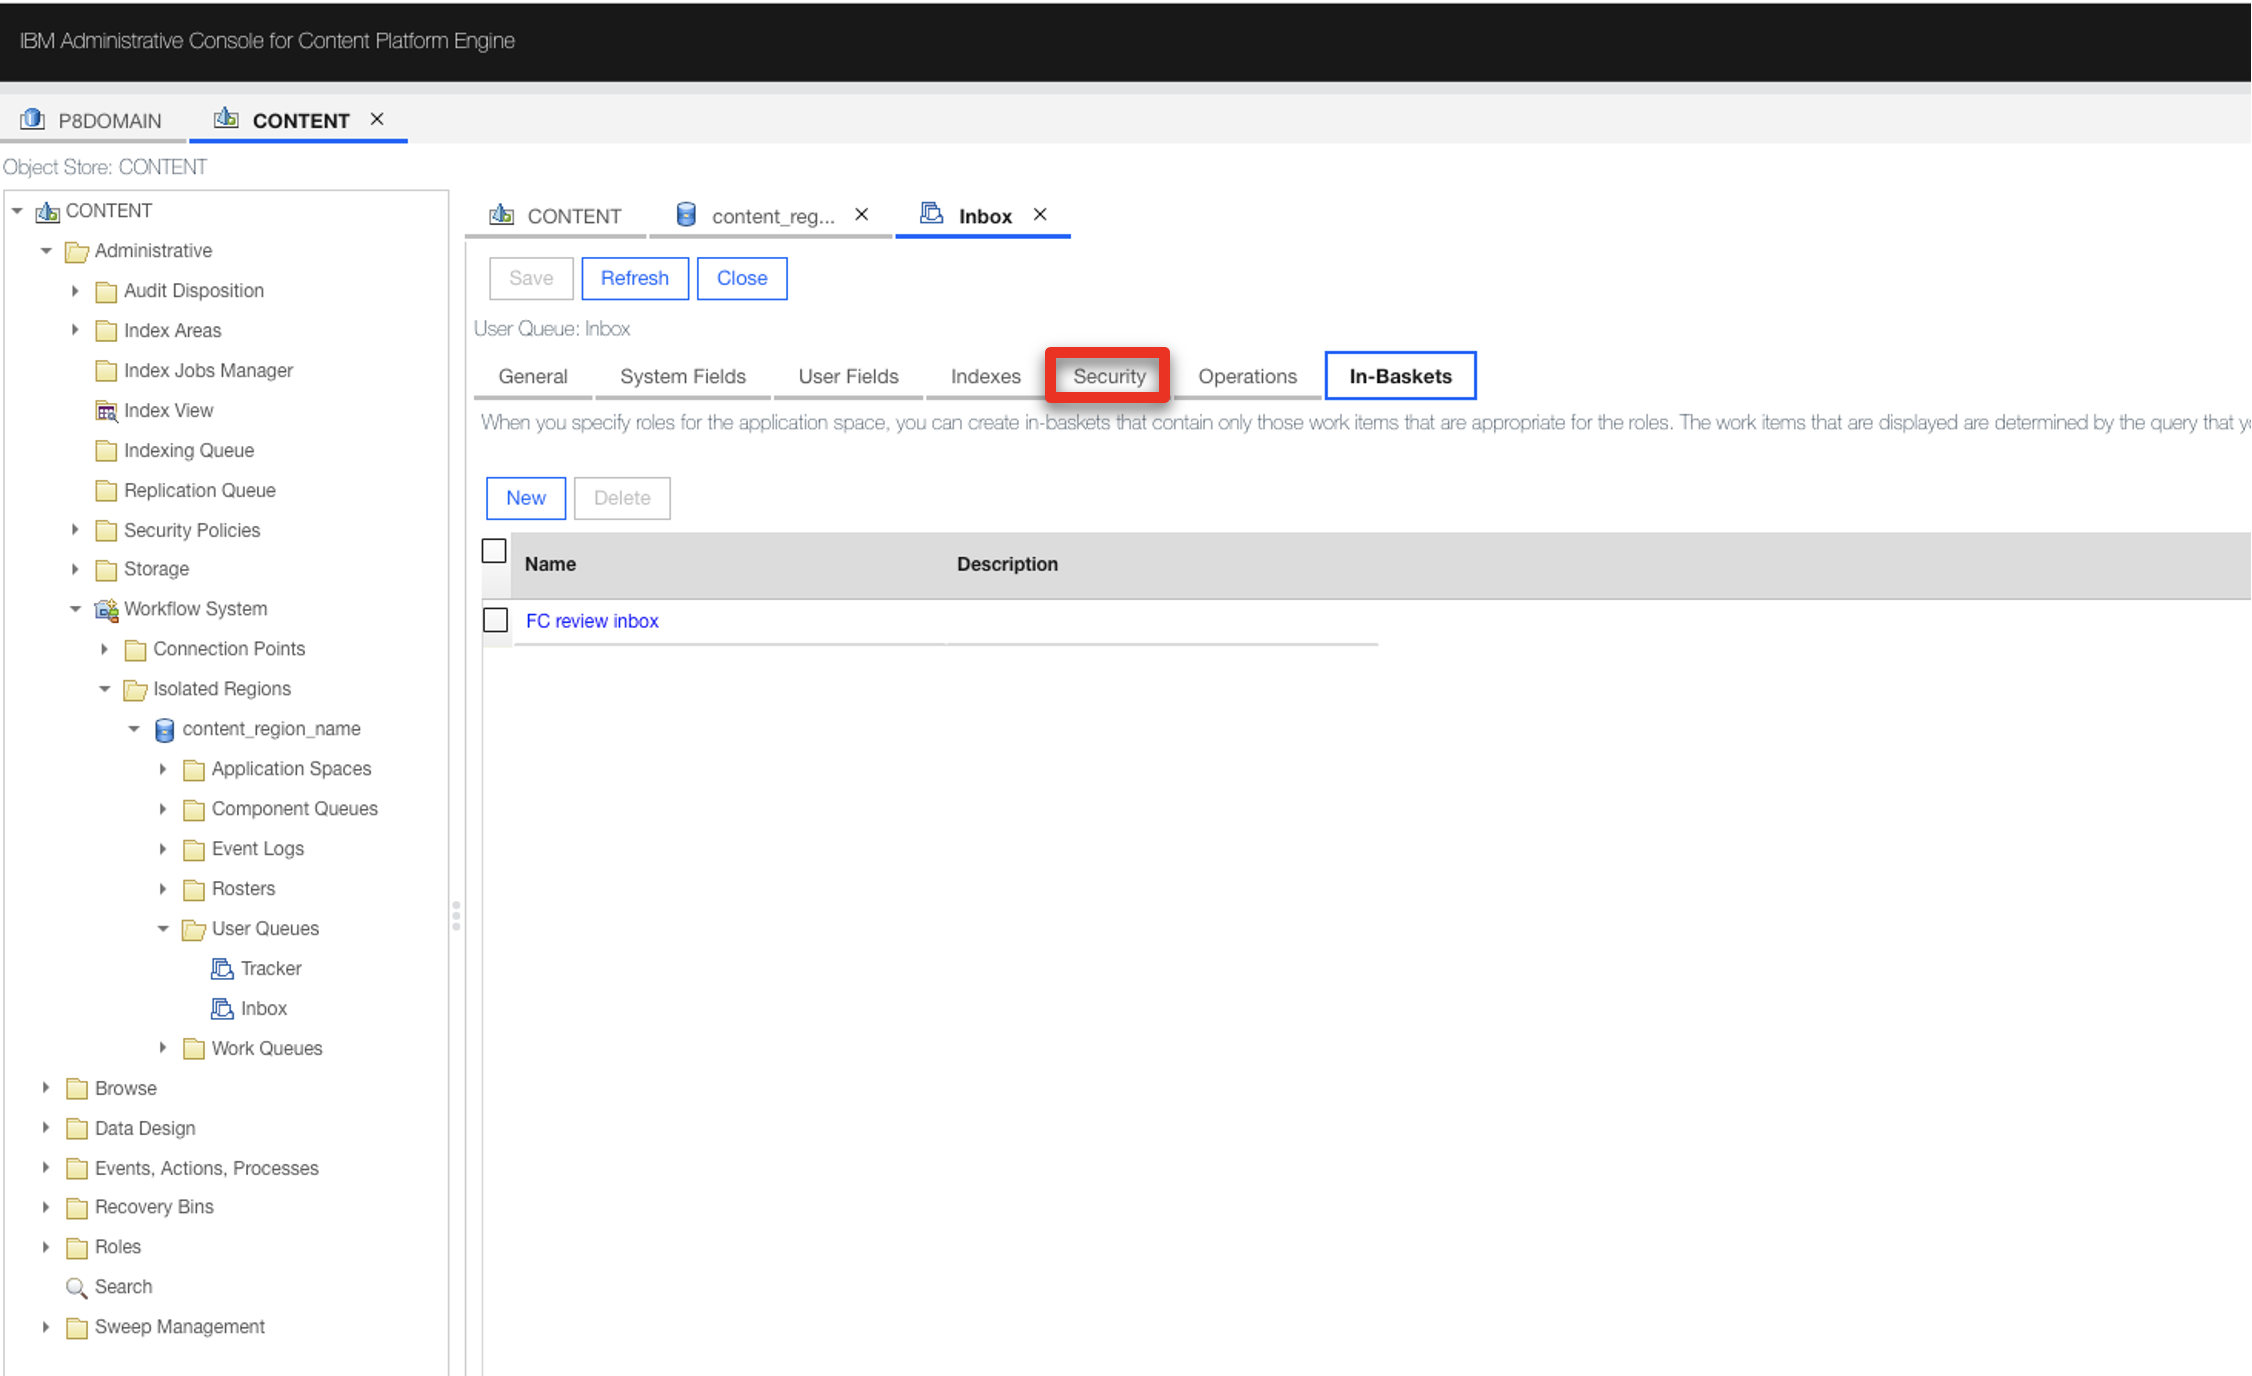 IBM Administrative Console for Content Platform Engine
P8DOMAIN
CONTENT
Object Store: CONTENT
CONTENT
Administrative
Audit Disposition
Index Areas
Index Jobs Manager
Index View
Indexing Queue
Replication Queue
Security Policies
Storage
Workflow System
Connection Points
Isolated Regions
content_region_name
Application Spaces
Component Queues
Event Logs
Rosters
User Queues
Tracker
Inbox
Work Queues
Browse
Data Design
Events, Actions, Processes
Recovery Bins
Roles
Search
Sweep Management
CONTENT
content_reg...
Inbox
Save
Refresh
Close
User Queue: Inbox
General
System Fields
User Fields
Indexes
Security
Operations
In-Baskets
When you specify roles for the application space, you can create in-baskets that contain only those work items that are appropriate for the roles. The work items that are displayed are determined by the query that
New
Delete
Name
Description
FC review inbox